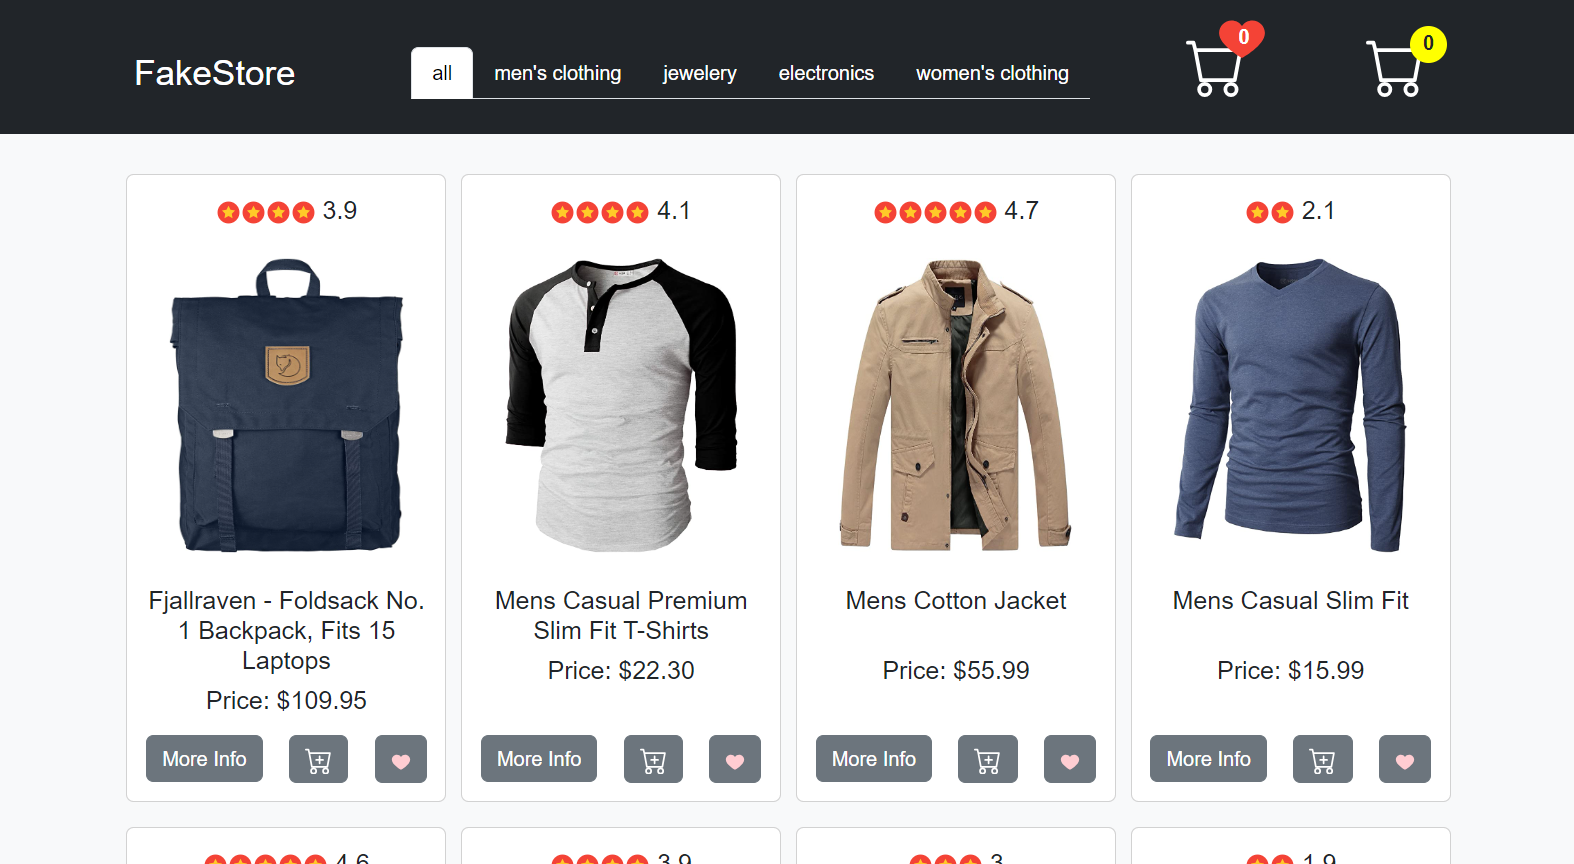 FakeStore
all
men's clothing
jewelery
electronics
women's clothing
0
0
3.9
4.1
4.7
2.1
Fjallraven - Foldsack No.
1 Backpack, Fits 15
Laptops
Price: $109.95
More Info
Mens Casual Premium
Slim Fit T-Shirts
Price: $22.30
More Info
Mens Cotton Jacket
Price: $55.99
More Info
Mens Casual Slim Fit
Price: $15.99
More Info
4.6
3.9
3
1.9